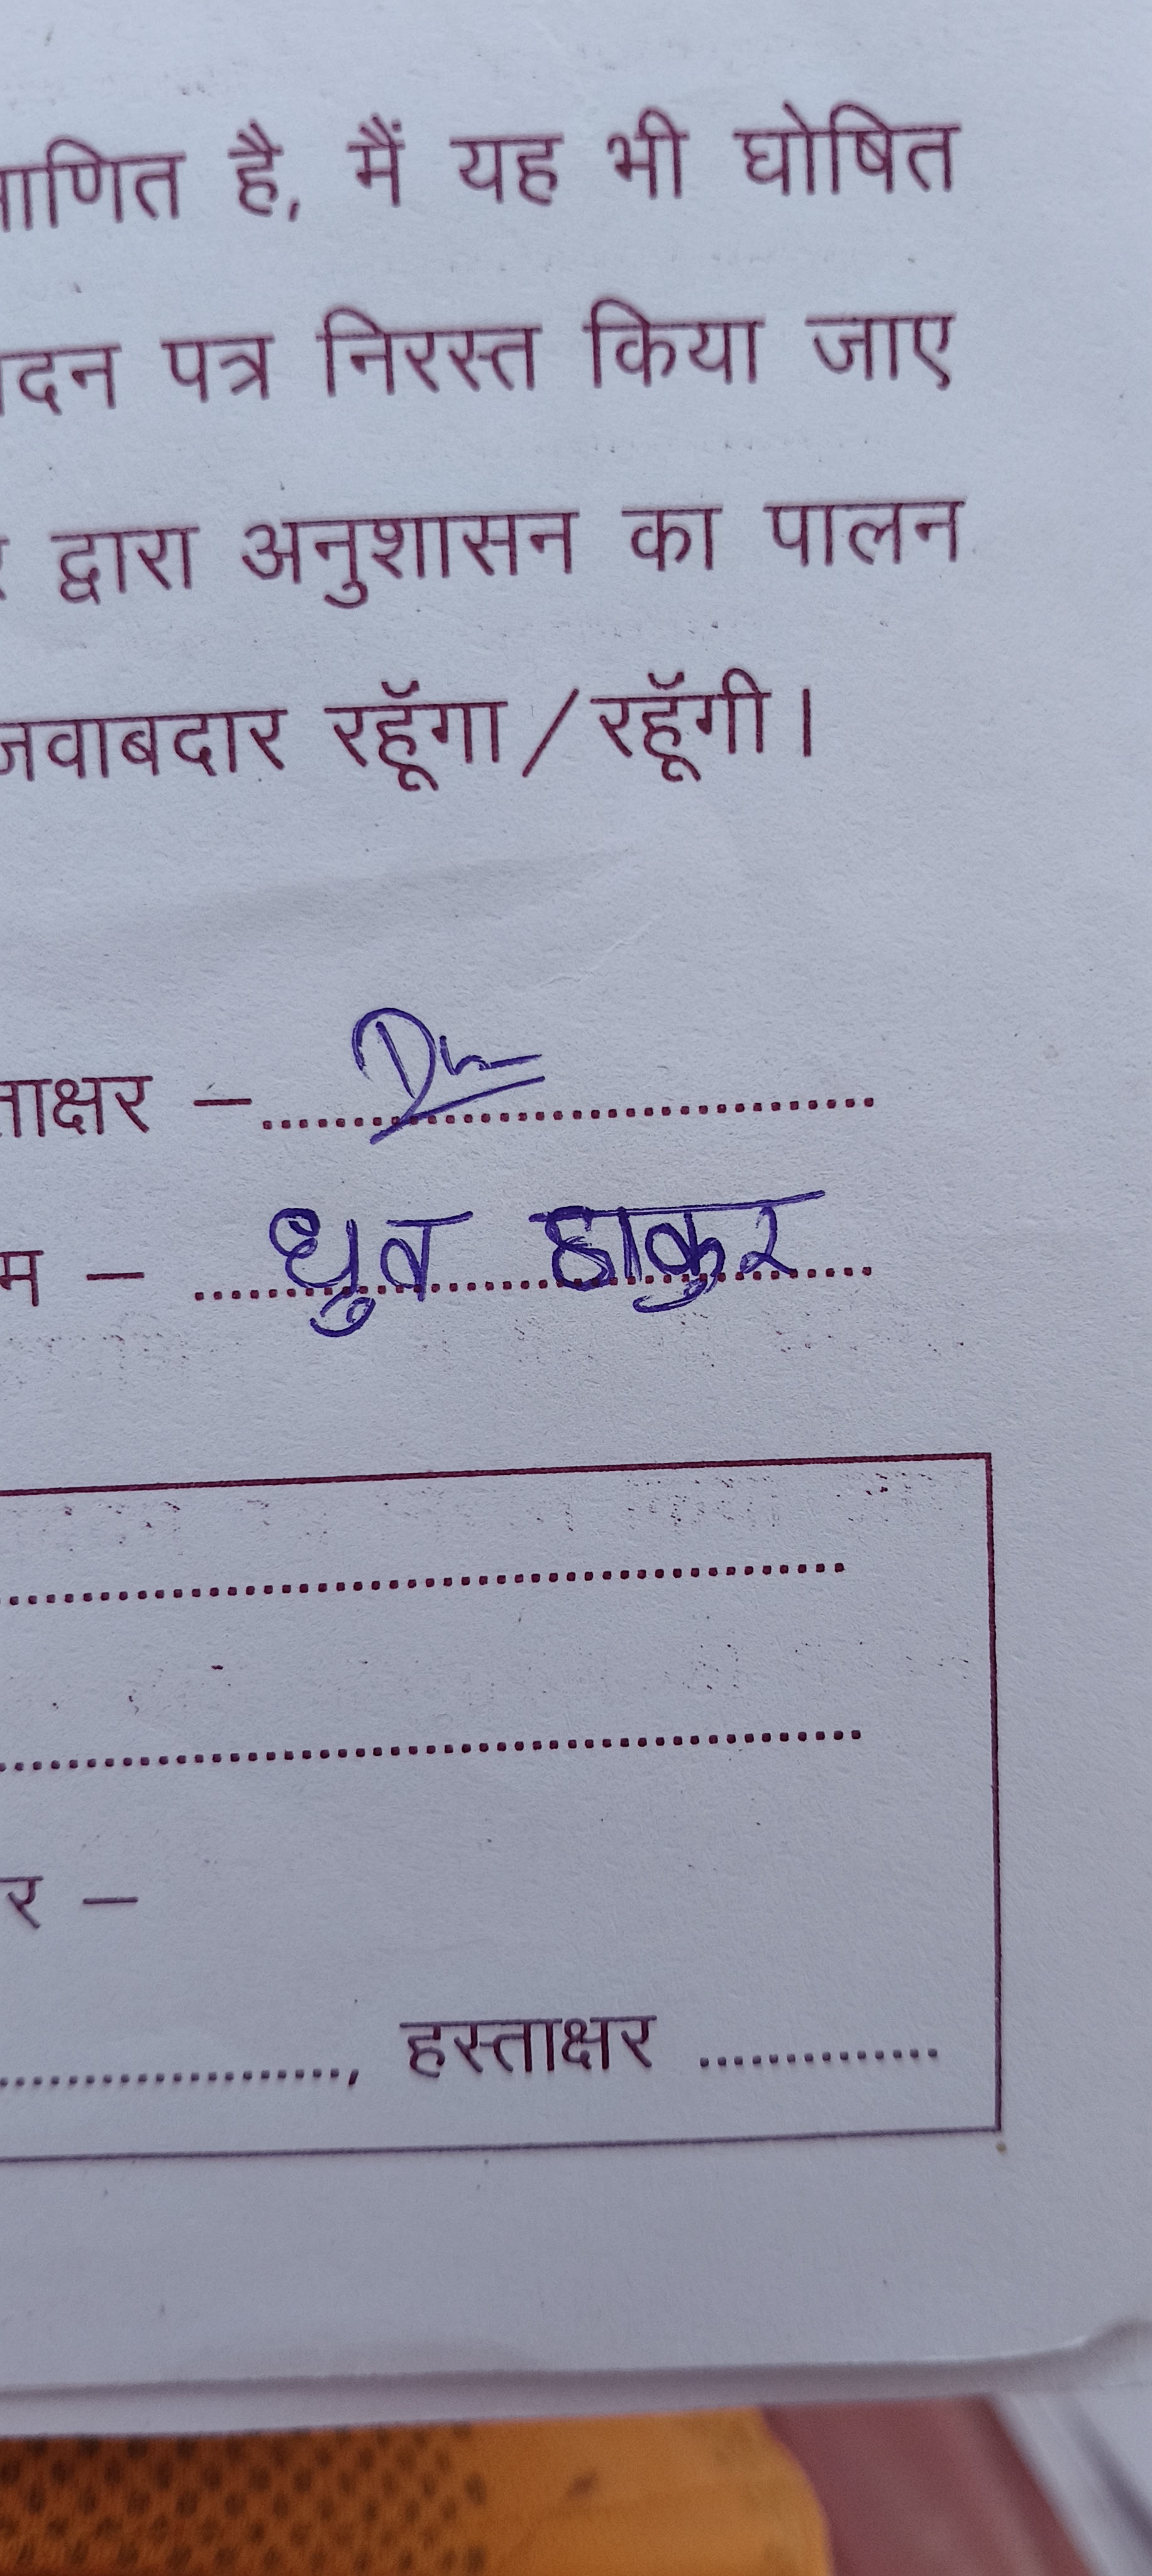 माणित है, मैं यह भी घोषित
दन पत्र निरस्त किया जाए
द्वारा अनुशासन का पालन
जवाबदार रहूॅंगा/रहूॅंगी।
ताक्षर –
म – ध्रुव ठाकुर
र –
, हस्ताक्षर